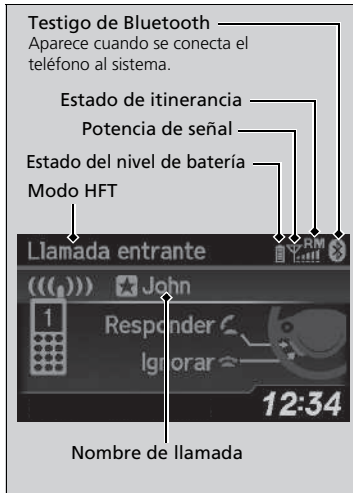 Testigo de Bluetooth
Aparece cuando se conecta el
teléfono al sistema.
Estado de itinerancia
Potencia de señal
Estado del nivel de batería
Modo HFT
Llamada entrante
RM
John
1
Responder
Ignorar
12:34
Nombre de llamada